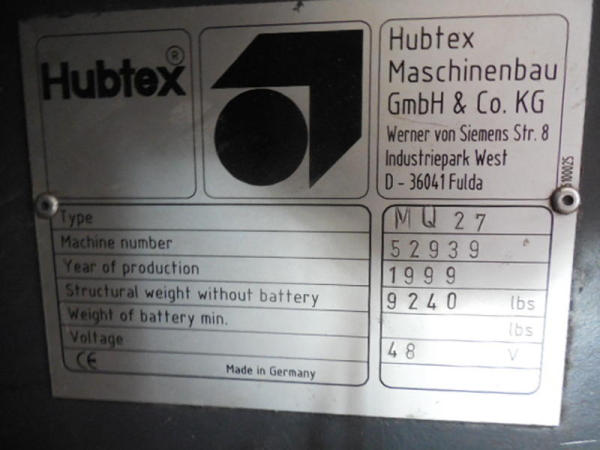 Hubtex ®
Hubtex
Maschinenbau
GmbH & Co. KG
Werner von Siemens Str. 8
Industriepark West
D - 36041 Fulda
510002S
Type MQ 27
Machine number 52939
Year of production 1999
Structural weight without battery 9240 lbs
Weight of battery min. lbs
Voltage 48 V
CE Made in Germany